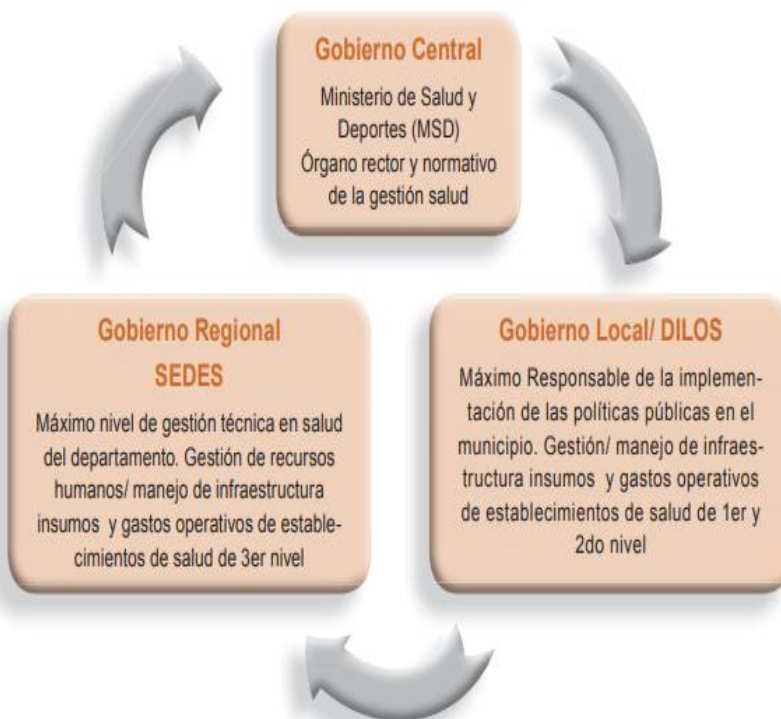 Gobierno Central
Ministerio de Salud y
Deportes (MSD)
Órgano rector y normativo
de la gestión salud
Gobierno Regional
SEDES
Máximo nivel de gestión técnica en salud
del departamento. Gestión de recursos
humanos/ manejo de infraestructura
insumos y gastos operativos de estable-
cimientos de salud de 3er nivel
Gobierno Local/ DILOS
Máximo Responsable de la implemen-
tación de las políticas públicas en el
municipio. Gestión/ manejo de infraes-
tructura insumos y gastos operativos
de establecimientos de salud de 1er y
2do nivel